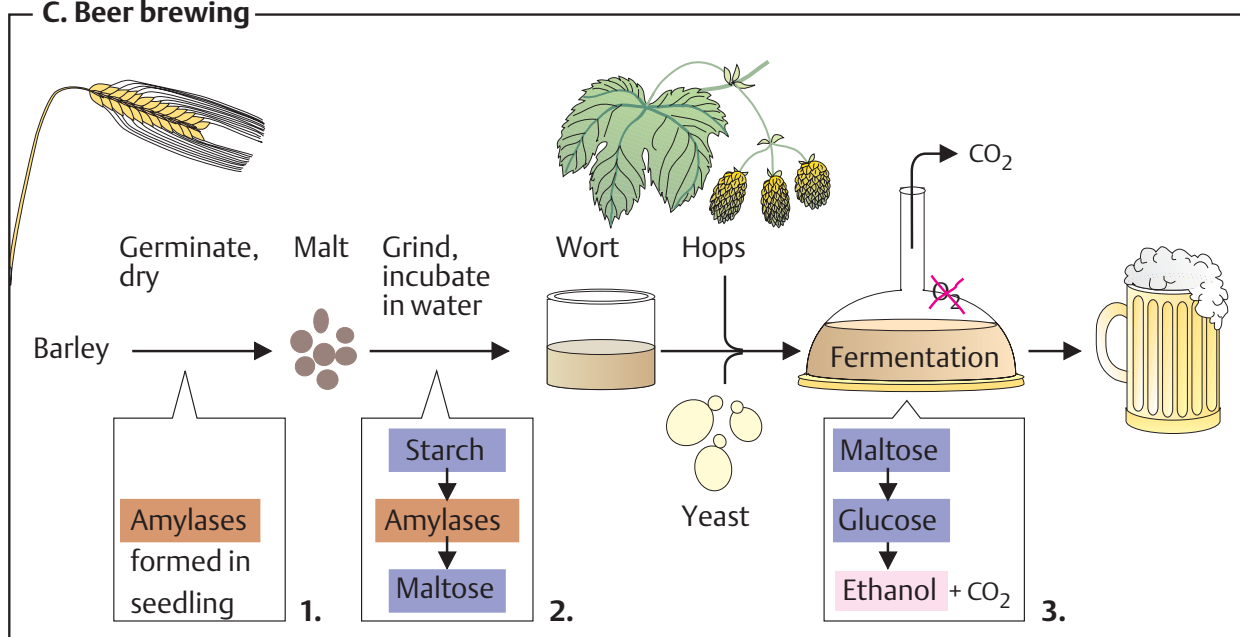 C. Beer brewing
CO₂
Germinate,
dry
Malt
Grind,
incubate
in water
Wort
Hops
O₂
Barley
Fermentation
Yeast
Amylases
formed in
seedling
1.
Starch
Amylases
Maltose
2.
Maltose
Glucose
Ethanol + CO₂
3.